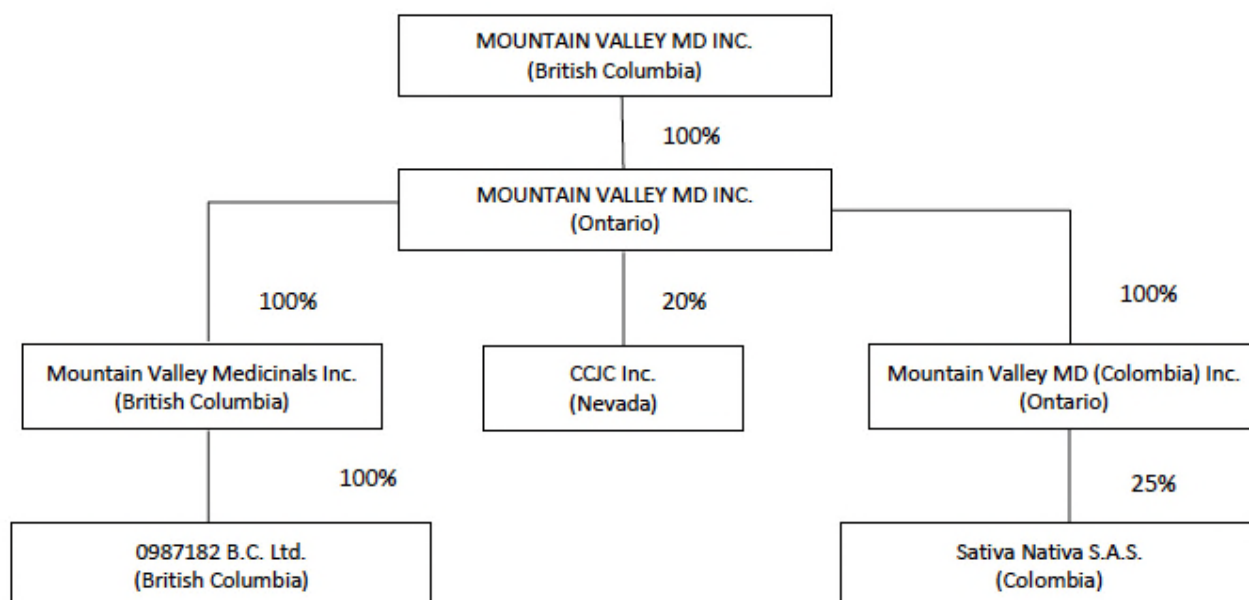 MOUNTAIN VALLEY MD INC.
(British Columbia)
100%
MOUNTAIN VALLEY MD INC.
(Ontario)
100%
20%
100%
Mountain Valley Medicinals Inc.
(British Columbia)
CCJC Inc.
(Nevada)
Mountain Valley MD (Colombia) Inc.
(Ontario)
100%
25%
0987182 B.C. Ltd.
(British Columbia)
Sativa Nativa S.A.S.
(Colombia)